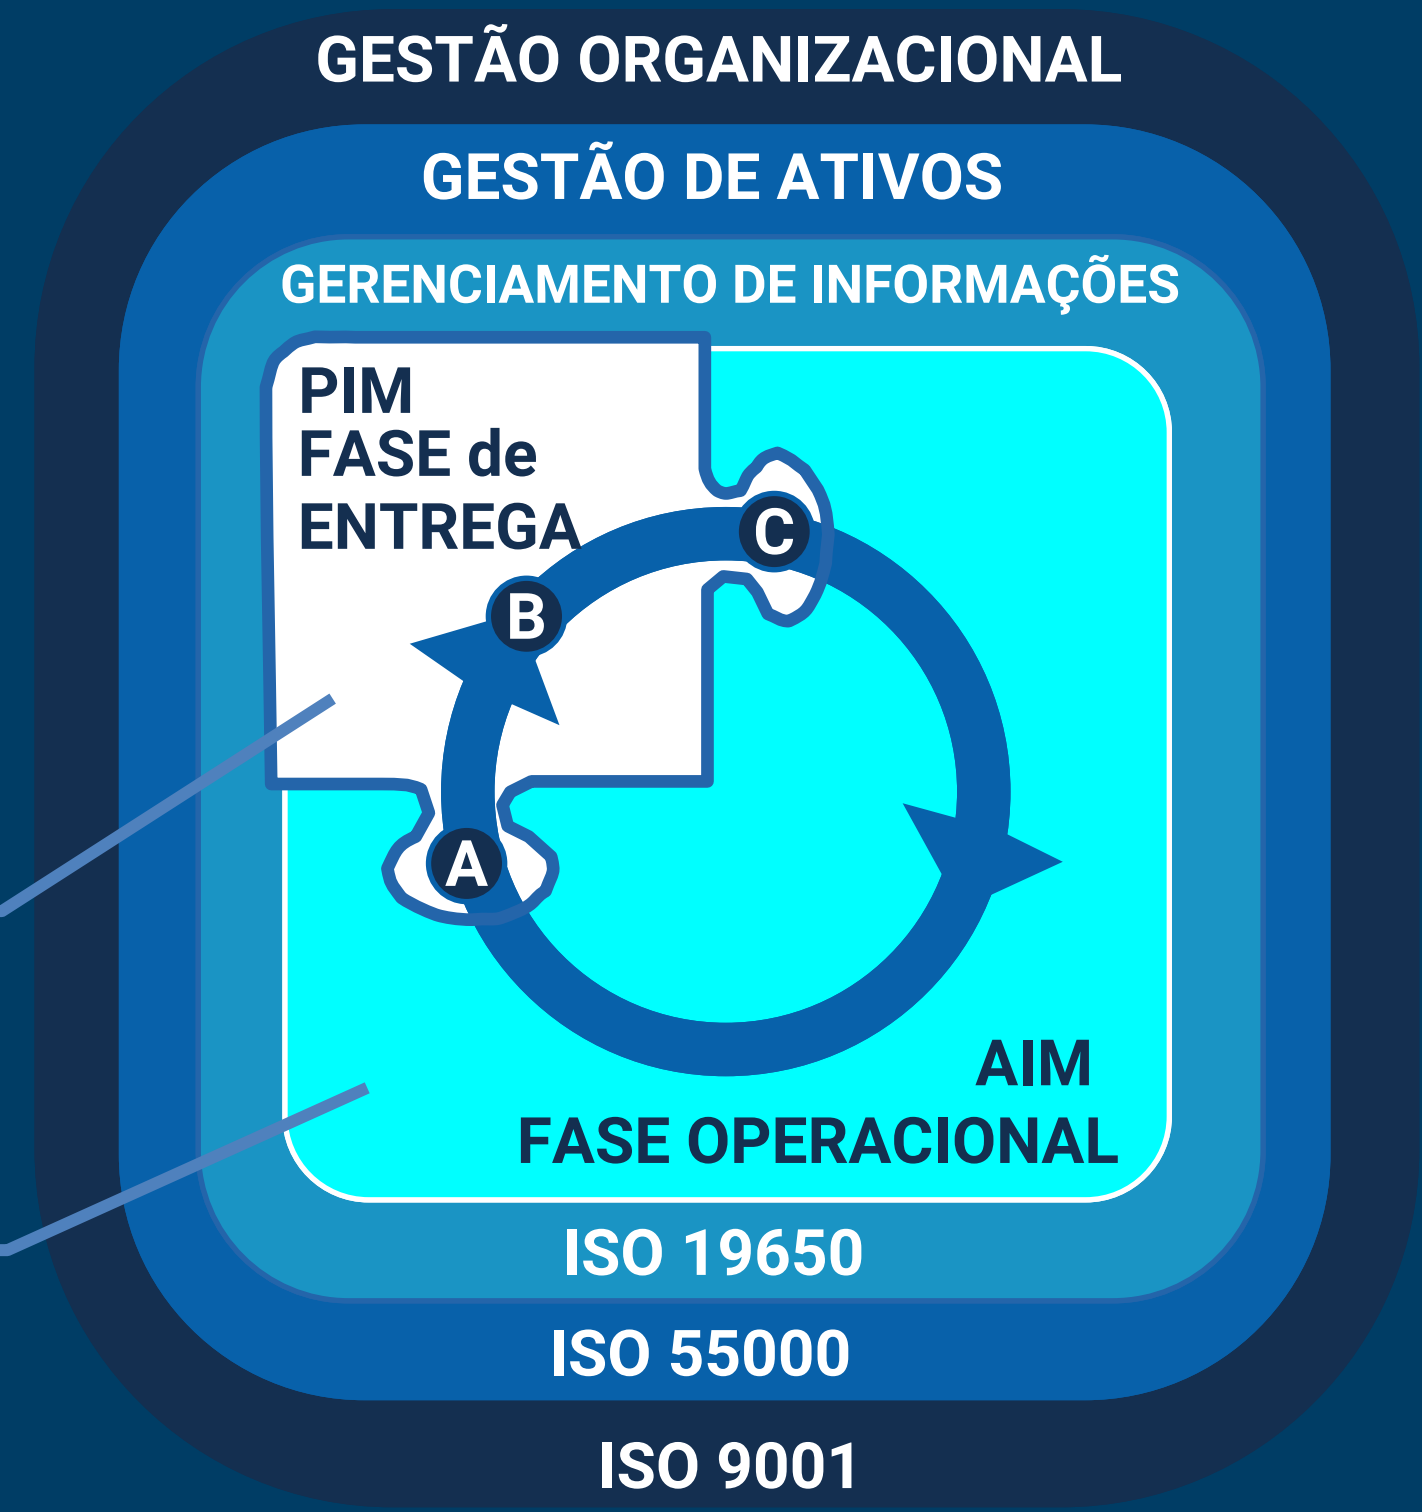 GESTÃO ORGANIZACIONAL
GESTÃO DE ATIVOS
GERENCIAMENTO DE INFORMAÇÕES
PIM
FASE de
ENTREGA
C
B
A
AIM
FASE OPERACIONAL
ISO 19650
ISO 55000
ISO 9001